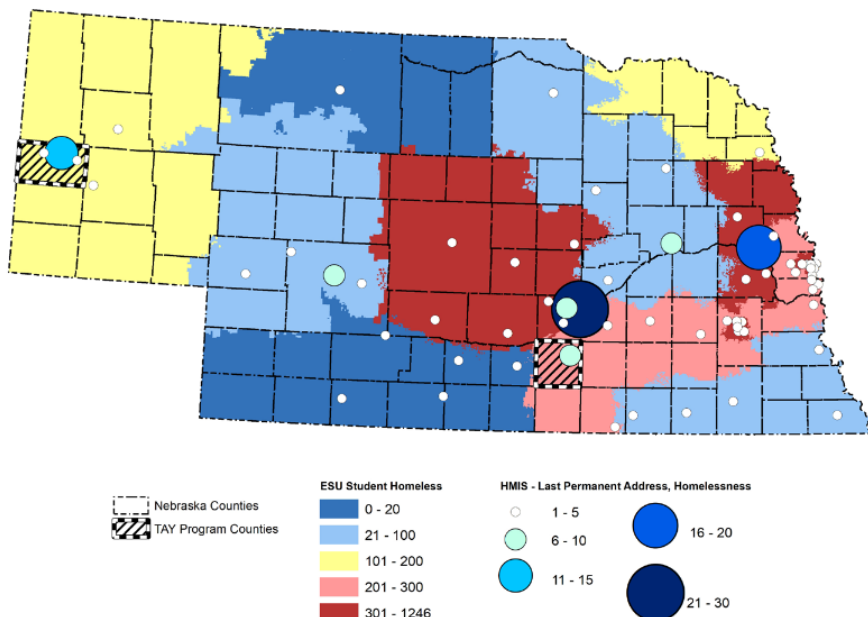 Nebraska Counties
TAY Program Counties
ESU Student Homeless
0 - 20
21 - 100
101 - 200
201 - 300
301 - 1246
HMIS - Last Permanent Address, Homelessness
1 - 5
6 - 10
11 - 15
16 - 20
21 - 30